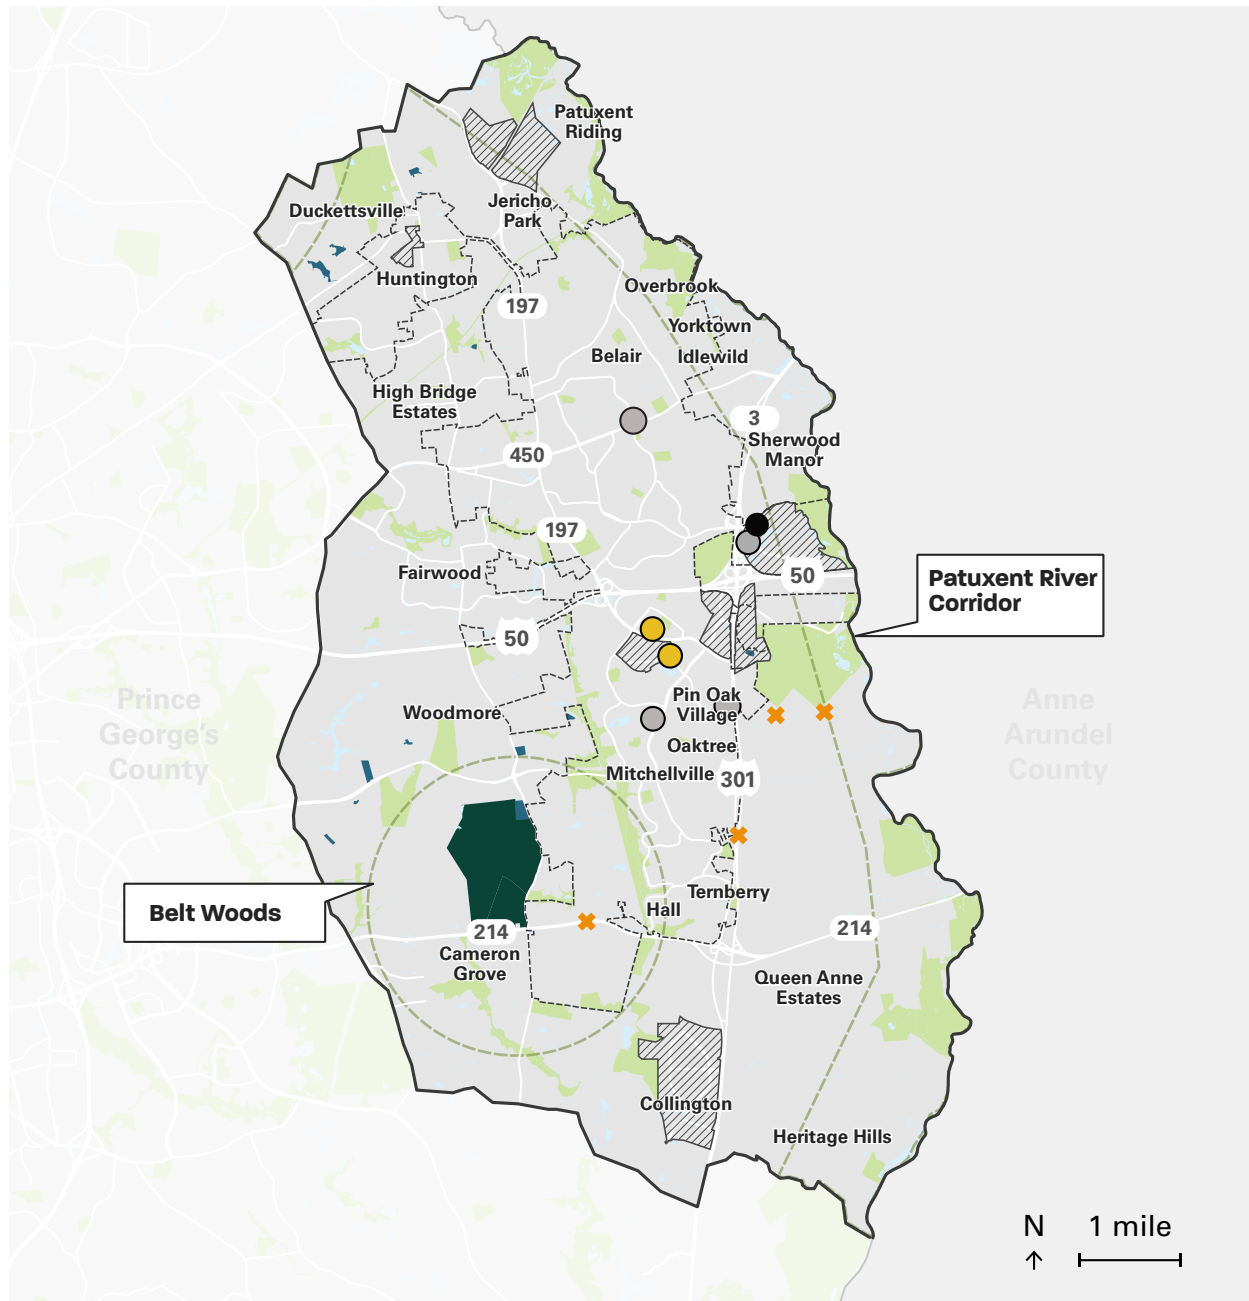 Patuxent
Riding
Jericho
Park
Duckettsville
Huntington
197
Overbrook
Yorktown
Belair
Idlewild
High Bridge
Estates
3
Sherwood
Manor
450
197
Fairwood
50
Patuxent River
Corridor
50
Prince
George's
County
Woodmore
Pin Oak
Village
Anne
Arundel
County
Oaktree
Mitchellville
301
Belt Woods
Ternberry
Hall
214
214
Cameron
Grove
Queen Anne
Estates
Collington
Heritage Hills
N
1 mile